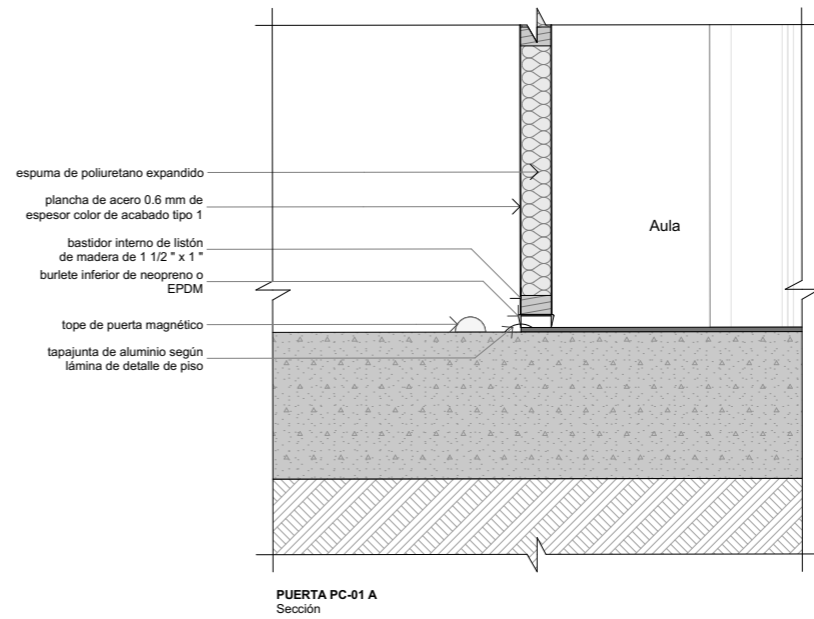 espuma de poliuretano expandido
plancha de acero 0.6 mm de
espesor color de acabado tipo 1
bastidor interno de listón
de madera de 1 1/2 " x 1 "
burlete inferior de neopreno o
EPDM
tope de puerta magnético
tapajunta de aluminio según
lámina de detalle de piso
Aula
PUERTA PC-01 A
Sección